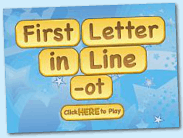 First Letter
in Line
-ot
Click HERE to Play